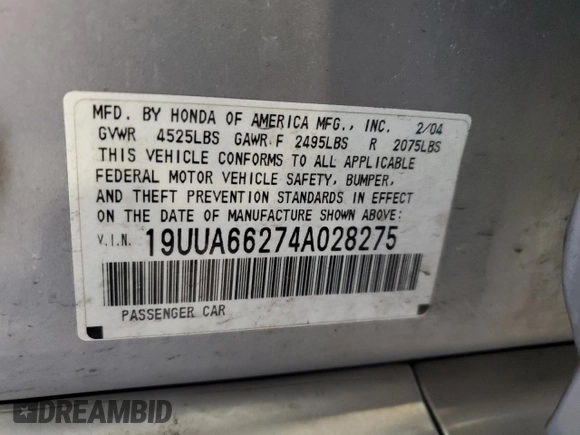 MFD. BY HONDA OF AMERICA MFG., INC. 2/04
GVWR 4525LBS GAWR F 2495LBS R 2075LBS
THIS VEHICLE CONFORMS TO ALL APPLICABLE
FEDERAL MOTOR VEHICLE SAFETY, BUMPER,
AND THEFT PREVENTION STANDARDS IN EFFECT
ON THE DATE OF MANUFACTURE SHOWN ABOVE:
V.I.N. 19UUA66274A028275
PASSENGER CAR
DREAMBID